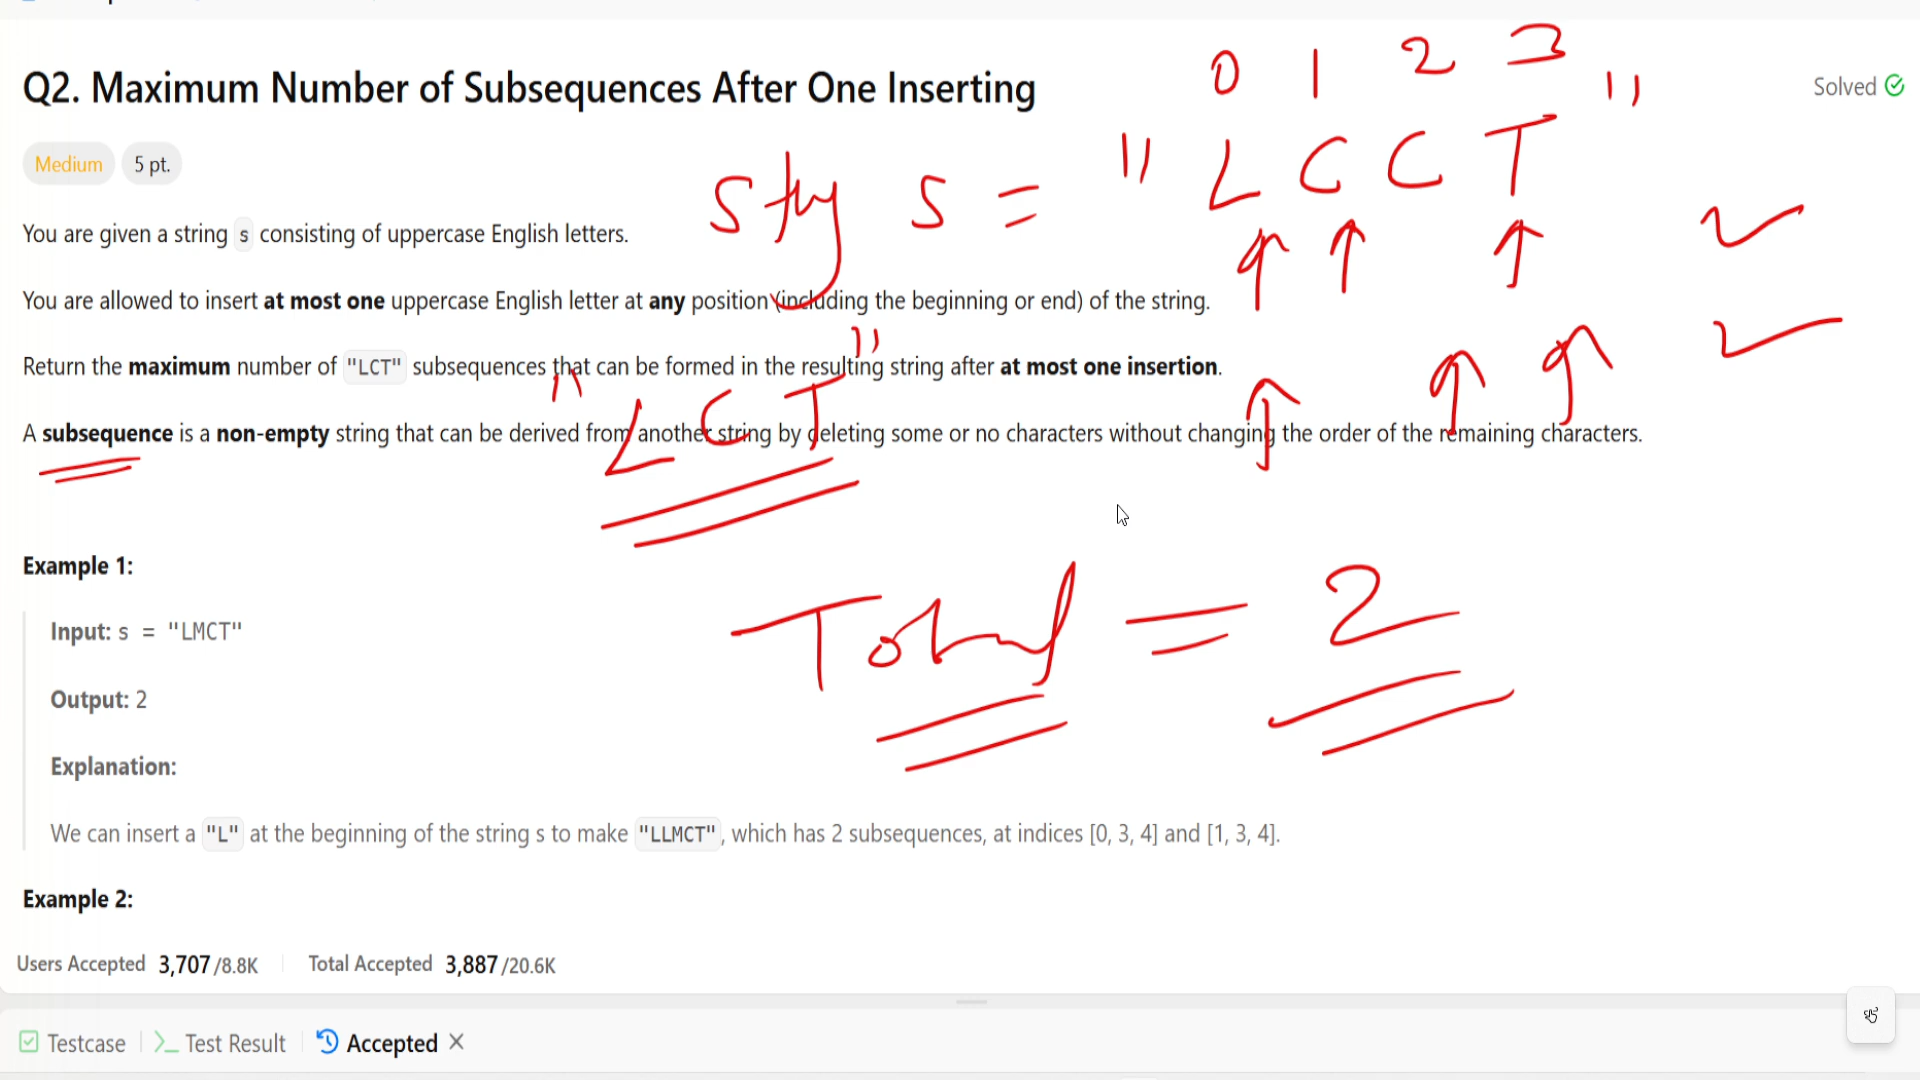 Q2. Maximum Number of Subsequences After One Inserting
0 1 2 3
Solved
Medium 5 pt.
s = "LCCT"
You are given a string s consisting of uppercase English letters.
You are allowed to insert at most one uppercase English letter at any position (including the beginning or end) of the string.
Return the maximum number of "LCT" subsequences that can be formed in the resulting string after at most one insertion.
"LCT"
A subsequence is a non-empty string that can be derived from another string by deleting some or no characters without changing the order of the remaining characters.
Example 1:
Total = 2
Input: s = "LMCT"
Output: 2
Explanation:
We can insert a "L" at the beginning of the string s to make "LLMCT", which has 2 subsequences, at indices [0, 3, 4] and [1, 3, 4].
Example 2:
Users Accepted 3,707/8.8K Total Accepted 3,887/20.6K
Testcase Test Result Accepted